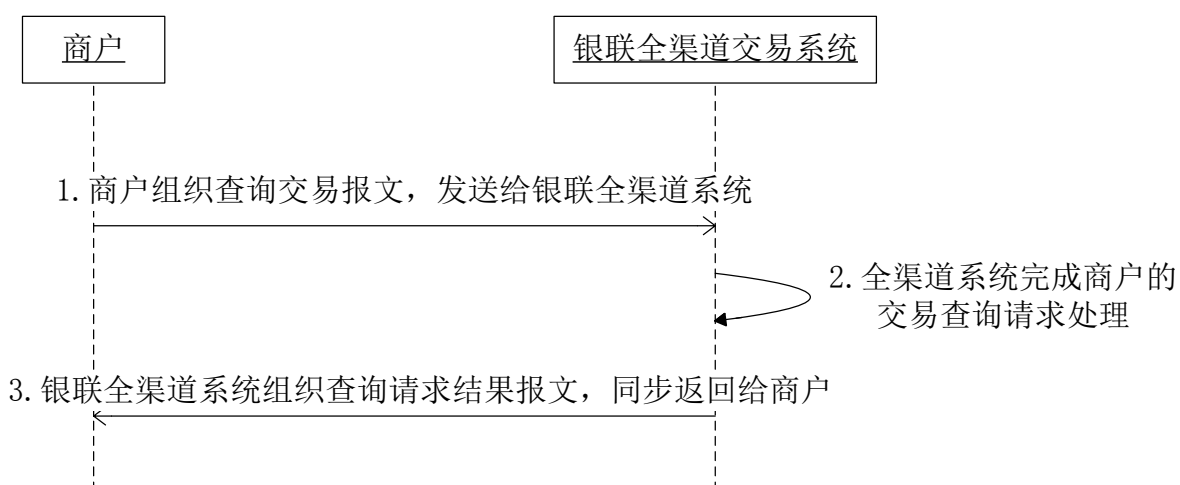 商户
银联全渠道交易系统
1.商户组织查询交易报文，发送给银联全渠道系统
2.全渠道系统完成商户的
交易查询请求处理
3.银联全渠道系统组织查询请求结果报文，同步返回给商户